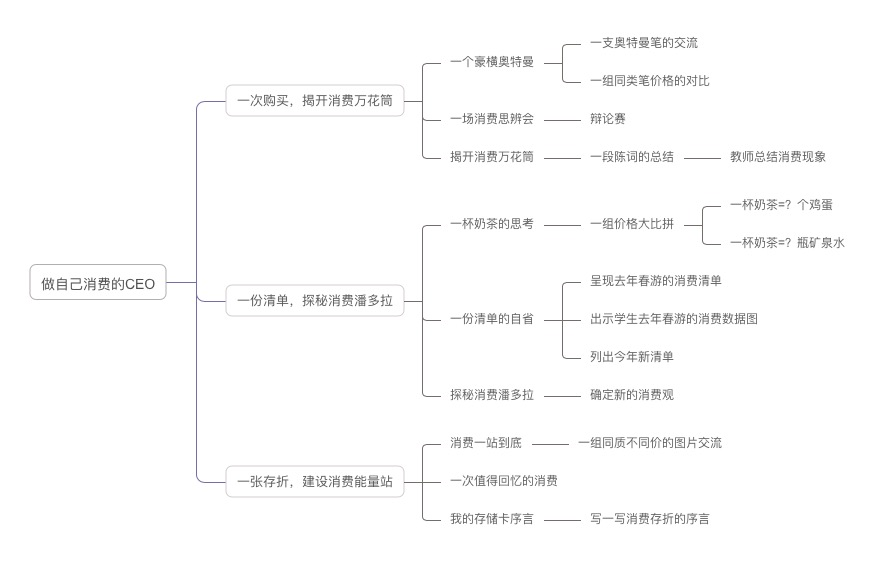 做自己消费的CEO
一次购买，揭开消费万花筒
一个豪横奥特曼
一支奥特曼笔的交流
一组同类笔价格的对比
一场消费思辨会
辩论赛
揭开消费万花筒
一段陈词的总结
教师总结消费现象
一份清单，探秘消费潘多拉
一杯奶茶的思考
一组价格大比拼
一杯奶茶=？个鸡蛋
一杯奶茶=？瓶矿泉水
一份清单的自省
呈现去年春游的消费清单
出示学生去年春游的消费数据图
列出今年新清单
探秘消费潘多拉
确定新的消费观
一张存折，建设消费能量站
消费一站到底
一组同质不同价的图片交流
一次值得回忆的消费
我的存储卡序言
写一写消费存折的序言